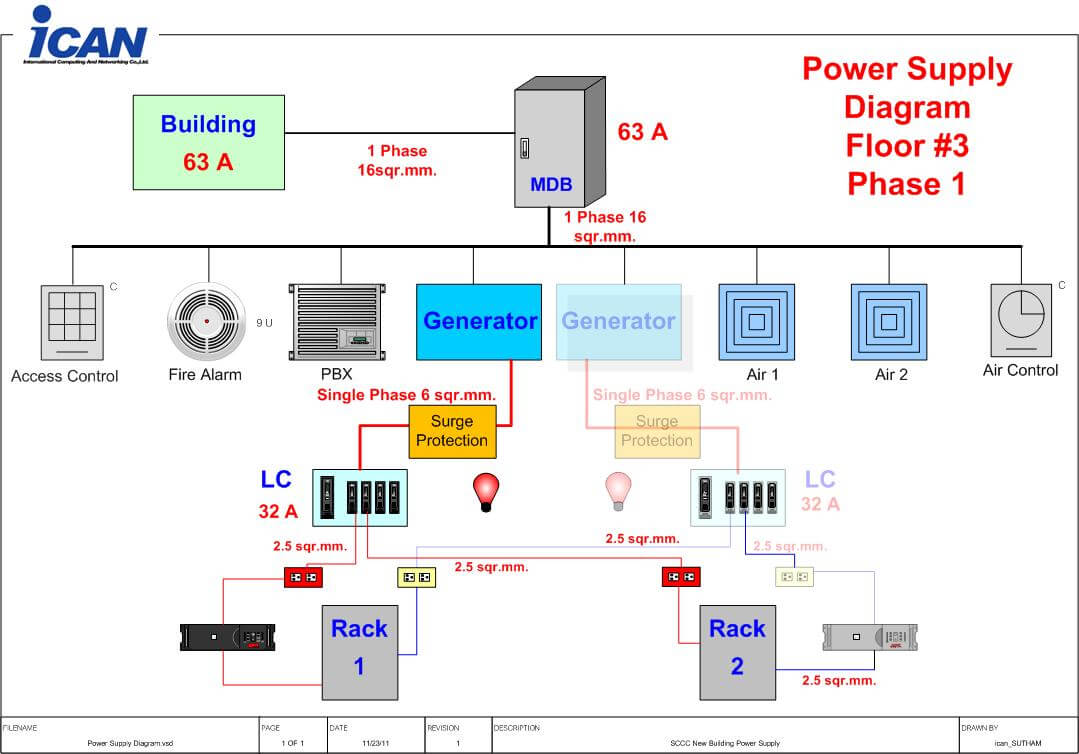 iCAN
International Computing And Networking Co.,Ltd.
Power Supply
Diagram
Floor #3
Phase 1
Building
63 A
1 Phase
16sqr.mm.
MDB
63 A
1 Phase 16
sqr.mm.
C
Access Control
9 U
Fire Alarm
PBX
Generator
Generator
Air 1
Air 2
C
Air Control
Single Phase 6 sqr.mm.
Single Phase 6 sqr.mm.
Surge
Protection
Surge
Protection
LC
32 A
LC
32 A
2.5 sqr.mm.
2.5 sqr.mm.
2.5 sqr.mm.
2.5 sqr.mm.
Rack
1
Rack
2
2.5 sqr.mm.
FILENAME
Power Supply Diagram.vsd
PAGE
1 OF 1
DATE
11/23/11
REVISION
1
DESCRIPTION
SCCC New Building Power Supply
DRAWN BY
ican_SUTHAM